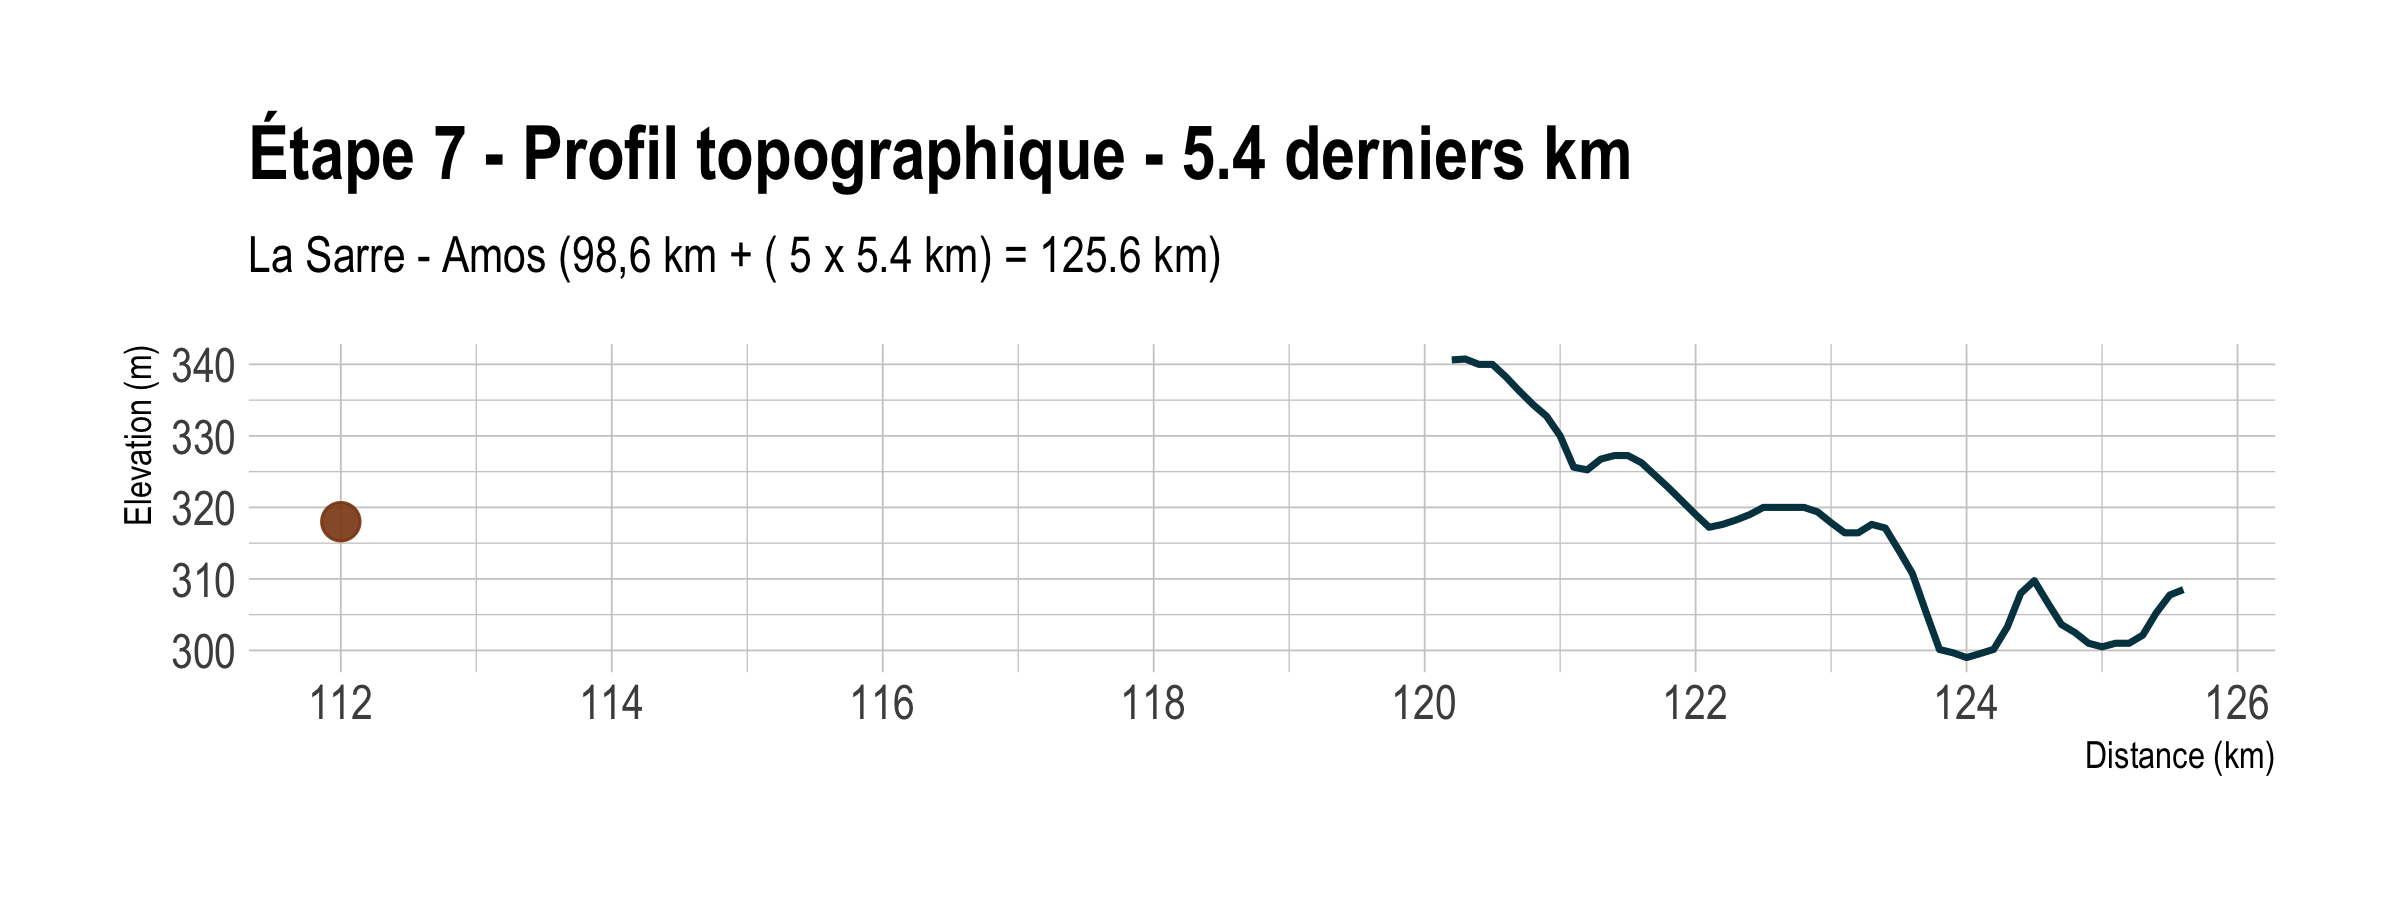 Étape 7 - Profil topographique - 5.4 derniers km
La Sarre - Amos (98,6 km + ( 5 x 5.4 km) = 125.6 km)
Elevation (m)
340
330
320
310
300
112 114 116 118 120 122 124 126
Distance (km)